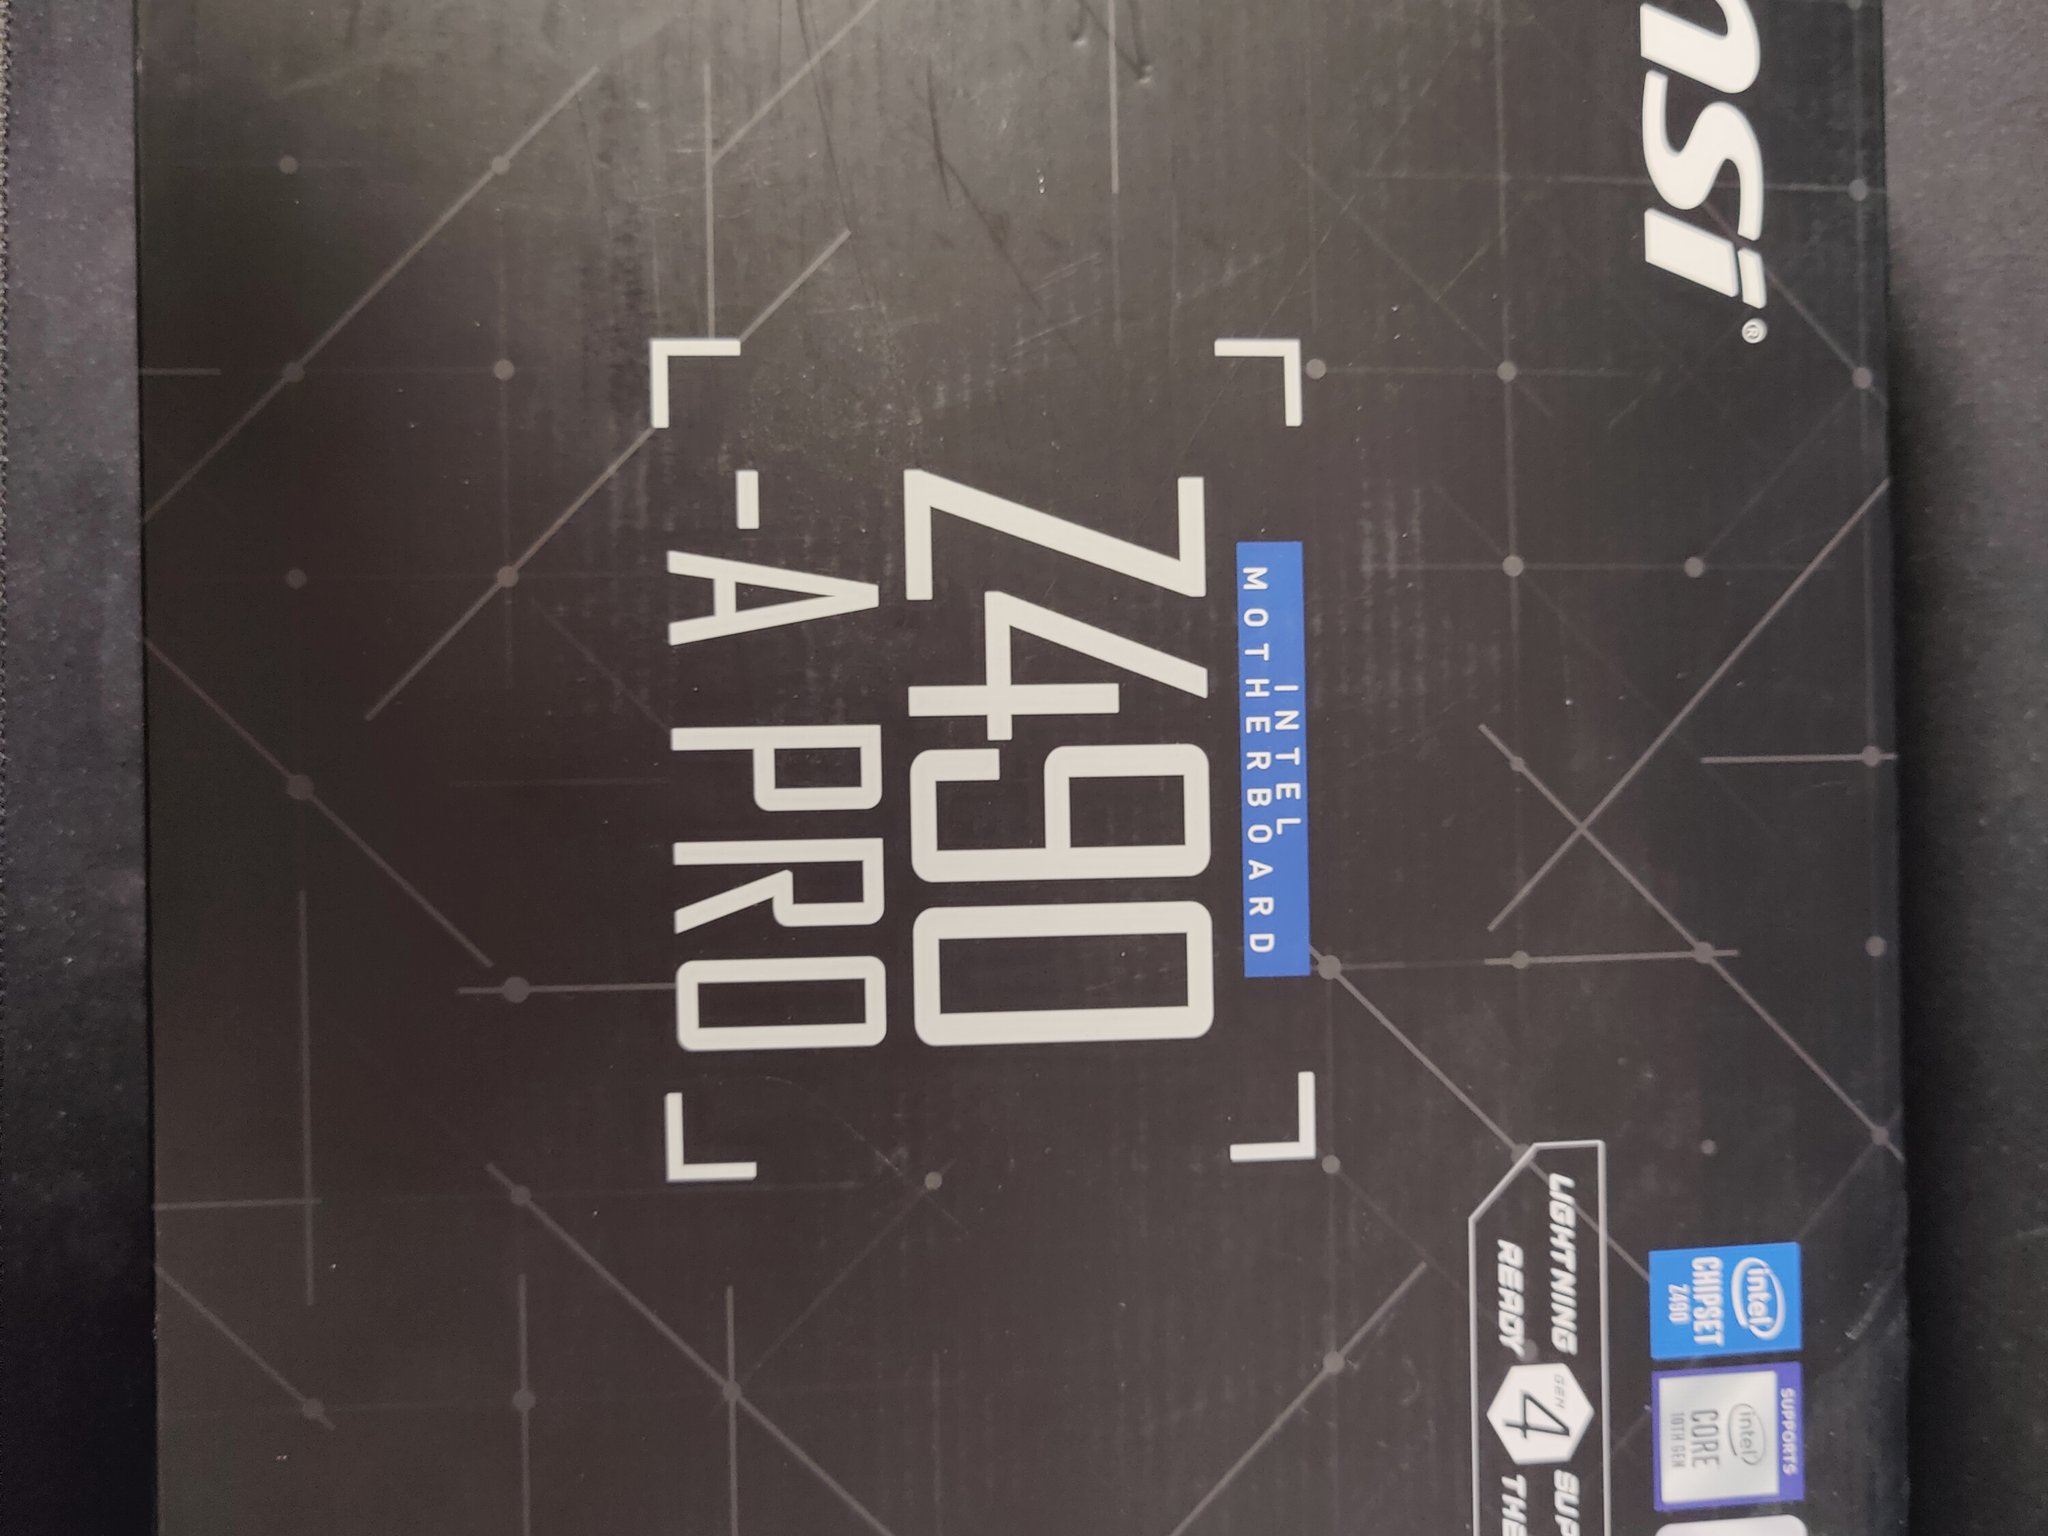 msi®
intel
CHIPSET
Z490
SUPPORTS
intel
CORE
10TH GEN
LIGHTNING
READY
GEN
4
INTEL
MOTHERBOARD
Z490
-A PRO